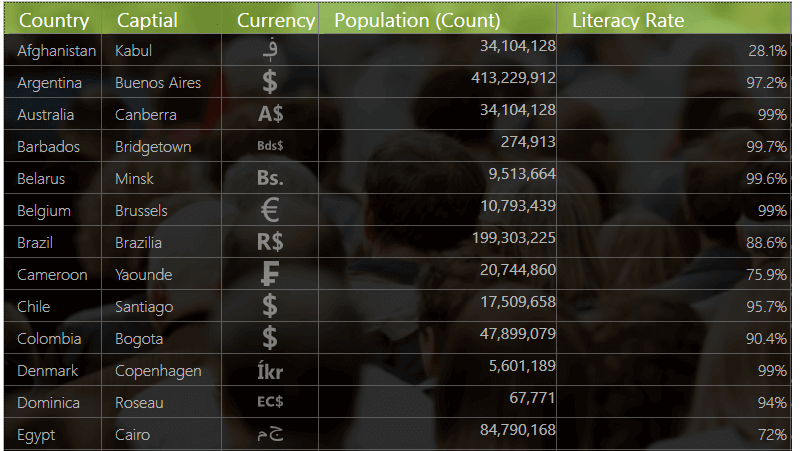 Country Captial Currency Population (Count) Literacy Rate
Afghanistan Kabul ؋ 34,104,128 28.1%
Argentina Buenos Aires $ 413,229,912 97.2%
Australia Canberra A$ 34,104,128 99%
Barbados Bridgetown Bds$ 274,913 99.7%
Belarus Minsk Bs. 9,513,664 99.6%
Belgium Brussels € 10,793,439 99%
Brazil Brazilia R$ 199,303,225 88.6%
Cameroon Yaounde ₣ 20,744,860 75.9%
Chile Santiago $ 17,509,658 95.7%
Colombia Bogota $ 47,899,079 90.4%
Denmark Copenhagen Íkr 5,601,189 99%
Dominica Roseau EC$ 67,771 94%
Egypt Cairo ج م 84,790,168 72%